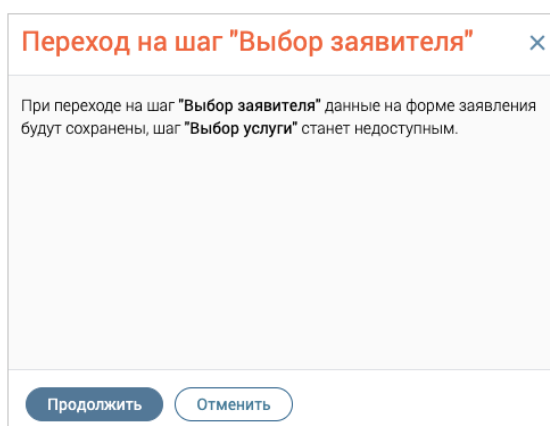 Переход на шаг "Выбор заявителя"
При переходе на шаг "Выбор заявителя" данные на форме заявления
будут сохранены, шаг "Выбор услуги" станет недоступным.
Продолжить
Отменить